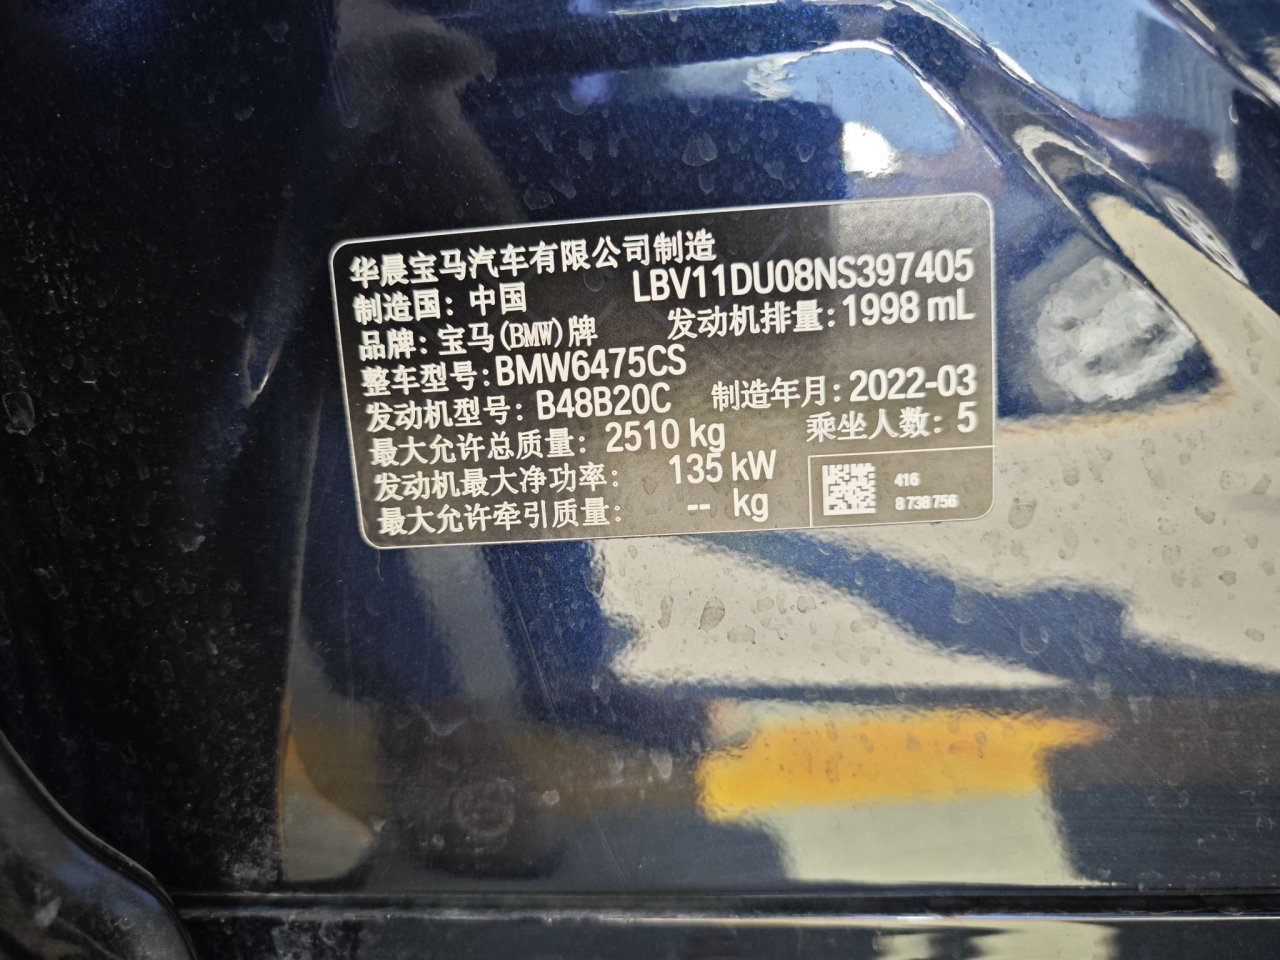 华晨宝马汽车有限公司制造
制造国：中国 LBV11DU08NS397405
品牌：宝马(BMW)牌 发动机排量：1998 mL
整车型号：BMW6475CS
发动机型号：B48B20C 制造年月：2022-03
最大允许总质量：2510 kg 乘坐人数：5
发动机最大净功率：135 kW
最大允许牵引质量：-- kg
416
8 738 756